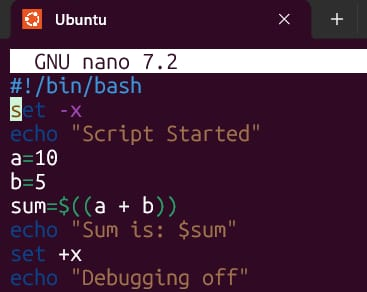 Ubuntu
GNU nano 7.2
#!/bin/bash
set -x
echo "Script Started"
a=10
b=5
sum=$((a + b))
echo "Sum is: $sum"
set +x
echo "Debugging off"